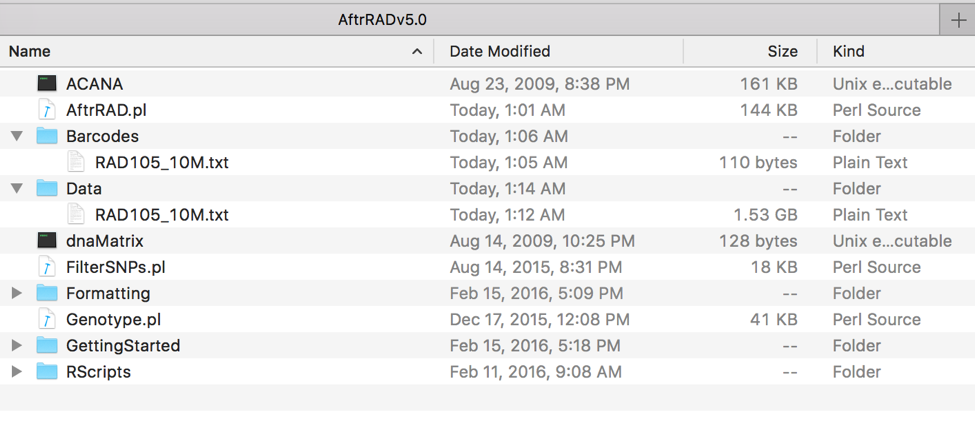 AftrRADv5.0 +
Name Date Modified Size Kind
ACANA Aug 23, 2009, 8:38 PM 161 KB Unix e...cutable
AftrRAD.pl Today, 1:01 AM 144 KB Perl Source
Barcodes Today, 1:06 AM -- Folder
RAD105_10M.txt Today, 1:05 AM 110 bytes Plain Text
Data Today, 1:14 AM -- Folder
RAD105_10M.txt Today, 1:12 AM 1.53 GB Plain Text
dnaMatrix Aug 14, 2009, 10:25 PM 128 bytes Unix e...cutable
FilterSNPs.pl Aug 14, 2015, 8:31 PM 18 KB Perl Source
Formatting Feb 15, 2016, 5:09 PM -- Folder
Genotype.pl Dec 17, 2015, 12:08 PM 41 KB Perl Source
GettingStarted Feb 15, 2016, 5:18 PM -- Folder
RScripts Feb 11, 2016, 9:08 AM -- Folder